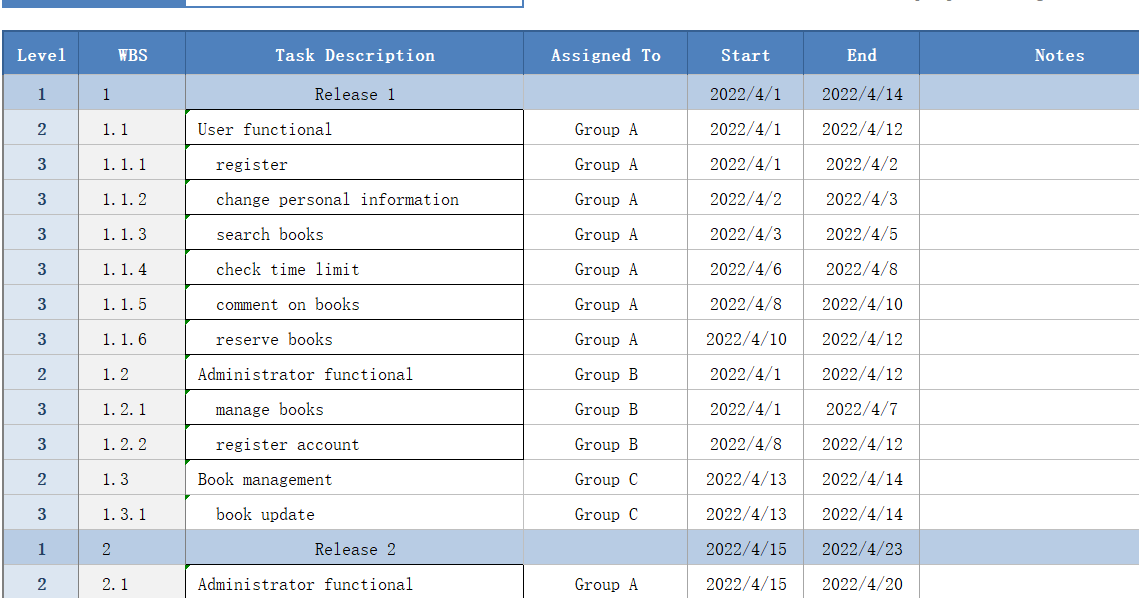 Level WBS Task Description Assigned To Start End Notes
1 1 Release 1 2022/4/1 2022/4/14
2 1.1 User functional Group A 2022/4/1 2022/4/12
3 1.1.1 register Group A 2022/4/1 2022/4/2
3 1.1.2 change personal information Group A 2022/4/2 2022/4/3
3 1.1.3 search books Group A 2022/4/3 2022/4/5
3 1.1.4 check time limit Group A 2022/4/6 2022/4/8
3 1.1.5 comment on books Group A 2022/4/8 2022/4/10
3 1.1.6 reserve books Group A 2022/4/10 2022/4/12
2 1.2 Administrator functional Group B 2022/4/1 2022/4/12
3 1.2.1 manage books Group B 2022/4/1 2022/4/7
3 1.2.2 register account Group B 2022/4/8 2022/4/12
2 1.3 Book management Group C 2022/4/13 2022/4/14
3 1.3.1 book update Group C 2022/4/13 2022/4/14
1 2 Release 2 2022/4/15 2022/4/23
2 2.1 Administrator functional Group A 2022/4/15 2022/4/20